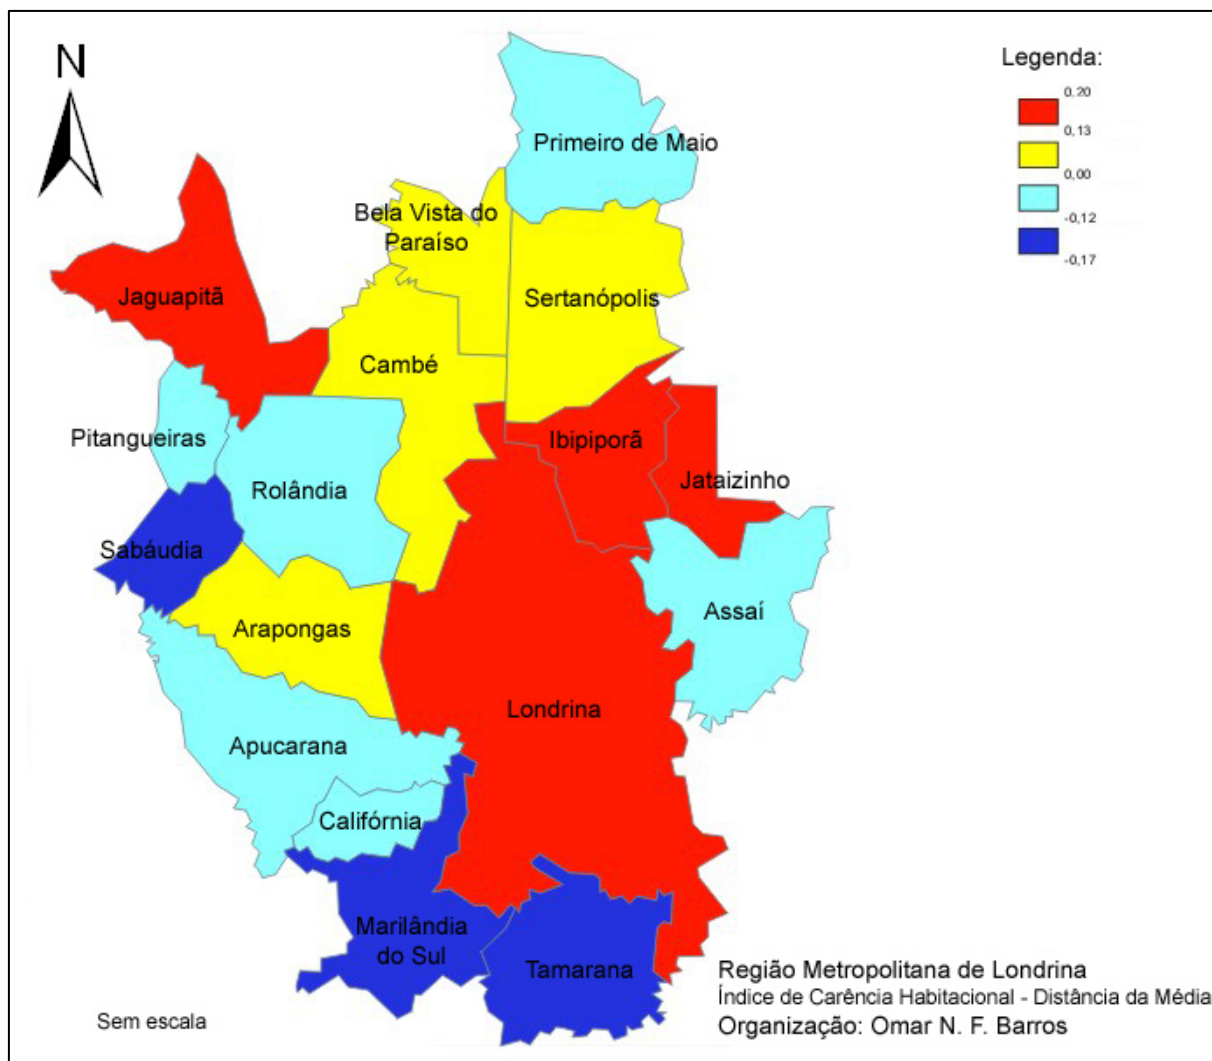 N
Legenda:
0,20
0,13
0,00
-0,12
-0,17
Primeiro de Maio
Bela Vista do
Paraíso
Jaguapitã
Sertanópolis
Cambé
Pitangueiras
Ibipiporã
Jataizinho
Rolândia
Sabáudia
Assaí
Arapongas
Londrina
Apucarana
Califórnia
Marilândia
do Sul
Tamarana
Região Metropolitana de Londrina
Índice de Carência Habitacional - Distância da Média
Organização: Omar N. F. Barros
Sem escala